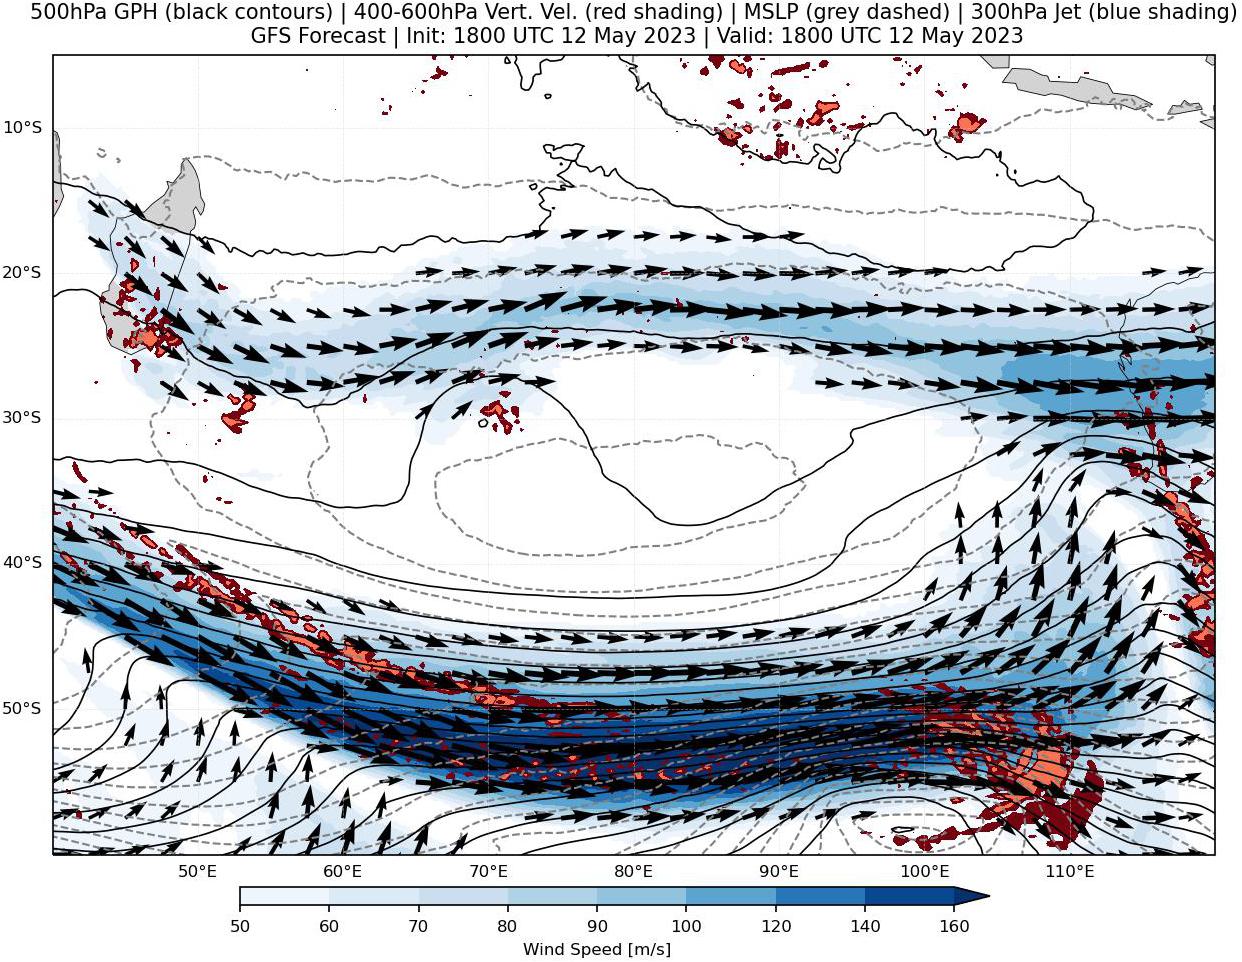 500hPa GPH (black contours) | 400-600hPa Vert. Vel. (red shading) | MSLP (grey dashed) | 300hPa Jet (blue shading)
GFS Forecast | Init: 1800 UTC 12 May 2023 | Valid: 1800 UTC 12 May 2023
10°S
20°S
30°S
40°S
50°S
50°E 60°E 70°E 80°E 90°E 100°E 110°E
50 60 70 80 90 100 120 140 160
Wind Speed [m/s]